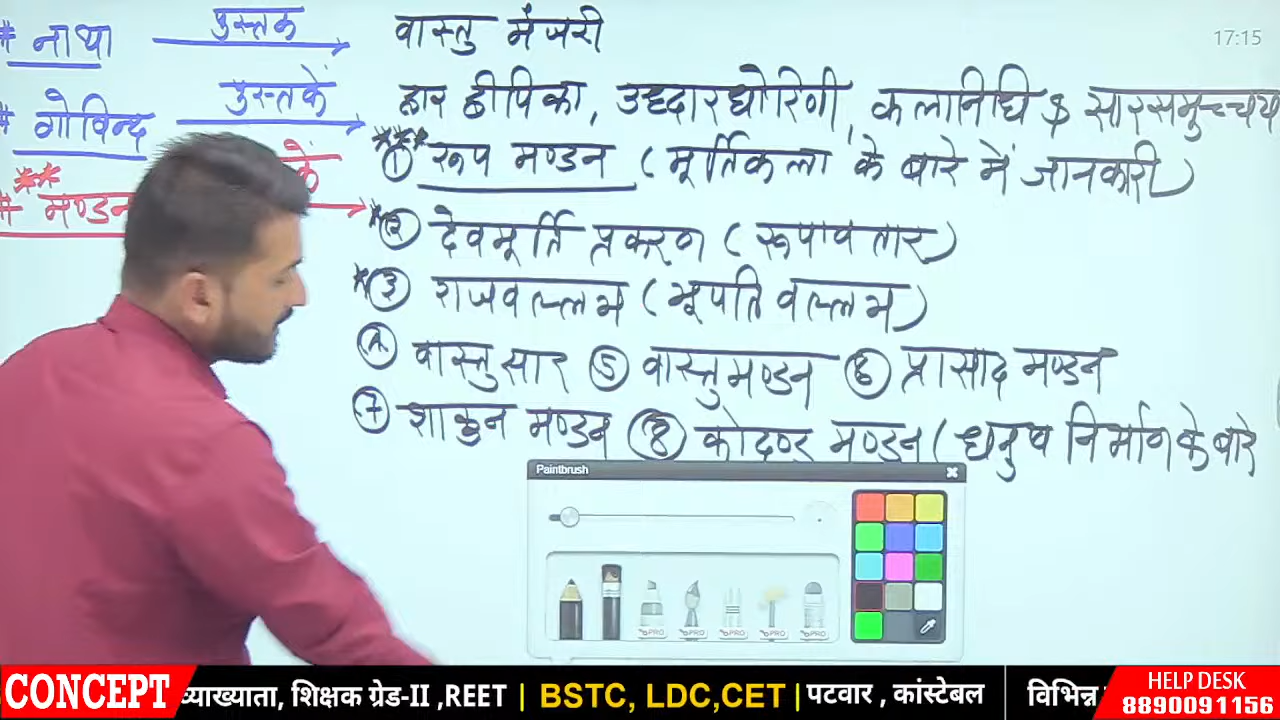 # नाथा पुस्तक वास्तु मंजरी
17:15
# गोविन्द पुस्तकें द्वार दीपिका, उद्दारधोरिणी, कलानिधि & सारसमुच्चय
# मण्डन कें ① रूप मण्डन (मूर्तिकला के बारे में जानकारी)
② देवमूर्ति प्रकरण (रूपावतार)
③ राजवल्लभ (भूपति वल्लभ)
④ वास्तुसार ⑤ वास्तुमण्डन ⑥ प्रासाद मण्डन
⑦ शाकुन मण्डन ⑧ कोदण्ड मण्डन (धनुष निर्माण के बारे
Paintbrush
PRO PRO PRO PRO PRO
CONCEPT व्याख्याता, शिक्षक ग्रेड-II ,REET | BSTC, LDC,CET | पटवार , कांस्टेबल | विभिन्न
HELP DESK
8890091156